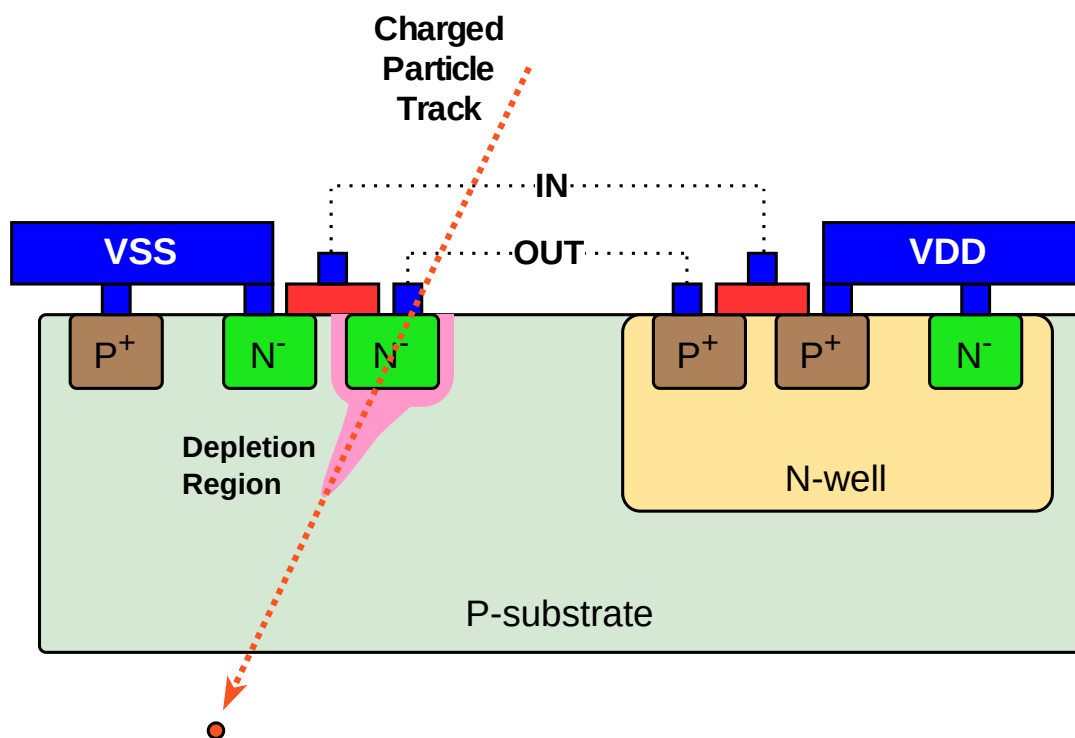 Charged
Particle
Track
IN
OUT
VSS
VDD
P⁺
N⁻
N⁻
P⁺
P⁺
N⁻
Depletion
Region
N-well
P-substrate